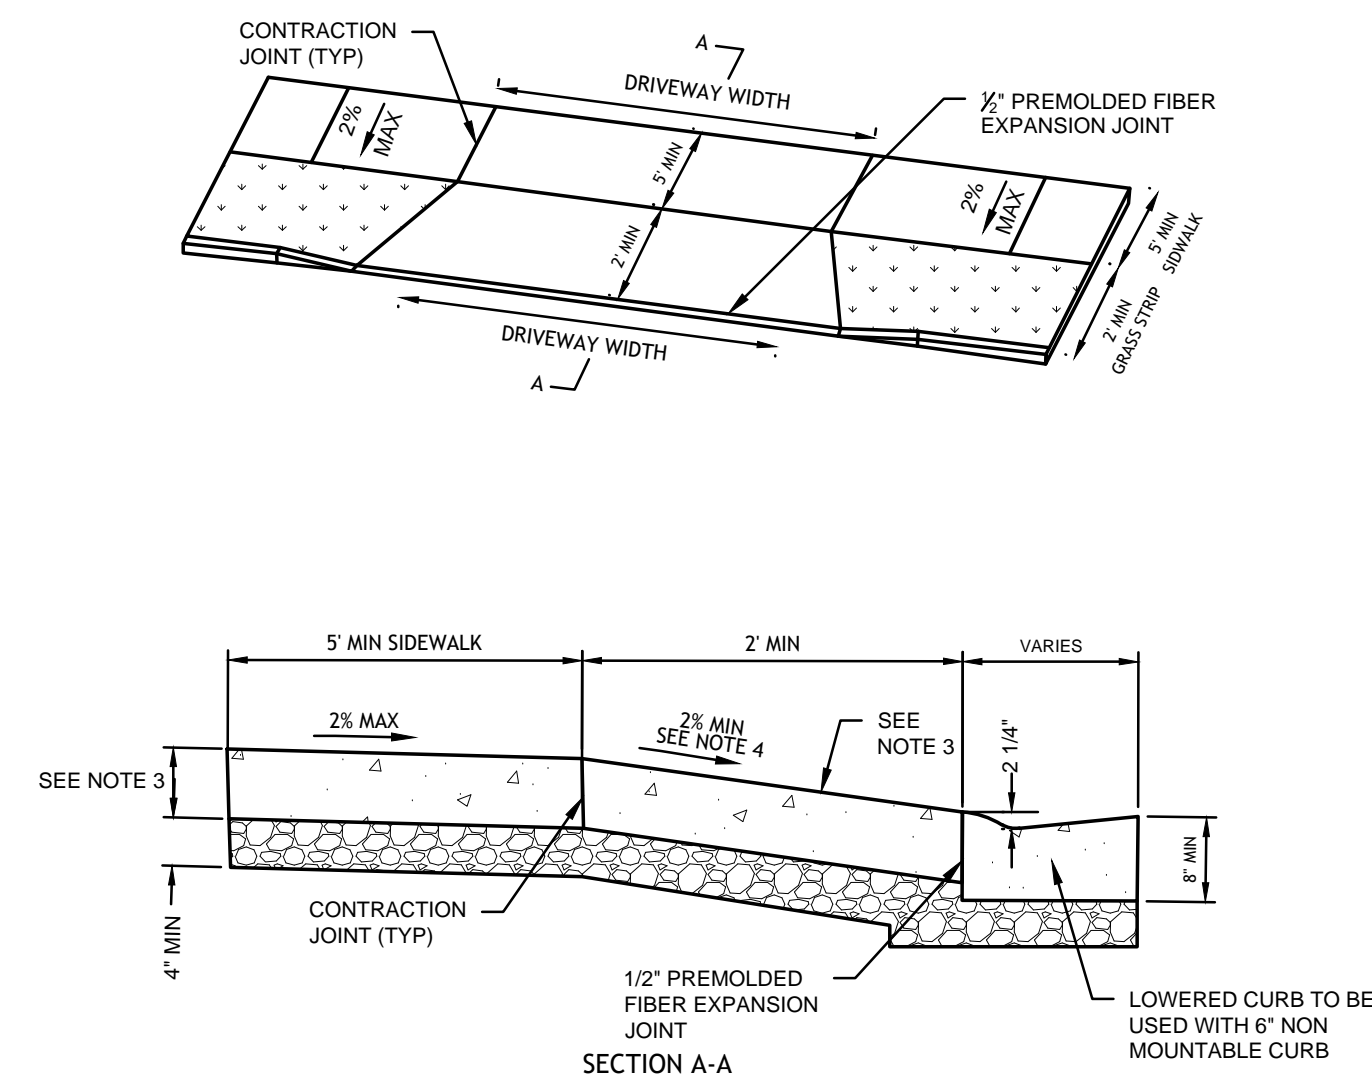 CONTRACTION
JOINT (TYP)
A
DRIVEWAY WIDTH
½" PREMOLDED FIBER
EXPANSION JOINT
2%
MAX
5' MIN
2%
MAX
2' MIN
5' MIN
SIDWALK
2' MIN
GRASS STRIP
DRIVEWAY WIDTH
A
5' MIN SIDEWALK
2' MIN
VARIES
2% MAX
2% MIN
SEE NOTE 4
SEE
NOTE 3
2 1/4"
SEE NOTE 3
8" MIN
4" MIN
CONTRACTION
JOINT (TYP)
1/2" PREMOLDED
FIBER EXPANSION
JOINT
LOWERED CURB TO BE
USED WITH 6" NON
MOUNTABLE CURB
SECTION A-A